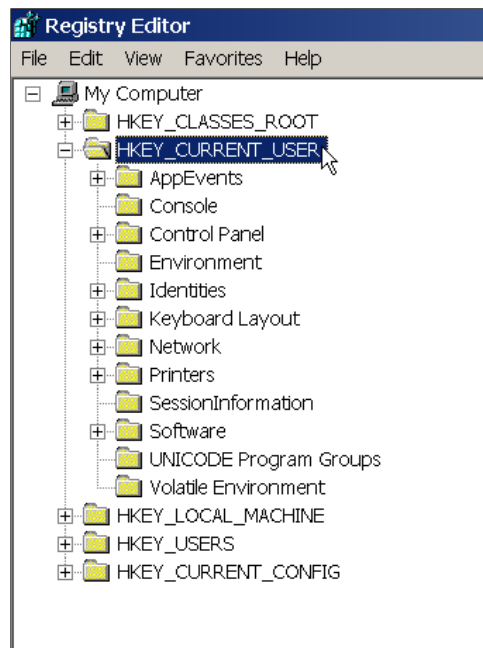 Registry Editor
File Edit View Favorites Help
My Computer
HKEY_CLASSES_ROOT
HKEY_CURRENT_USER
AppEvents
Console
Control Panel
Environment
Identities
Keyboard Layout
Network
Printers
SessionInformation
Software
UNICODE Program Groups
Volatile Environment
HKEY_LOCAL_MACHINE
HKEY_USERS
HKEY_CURRENT_CONFIG